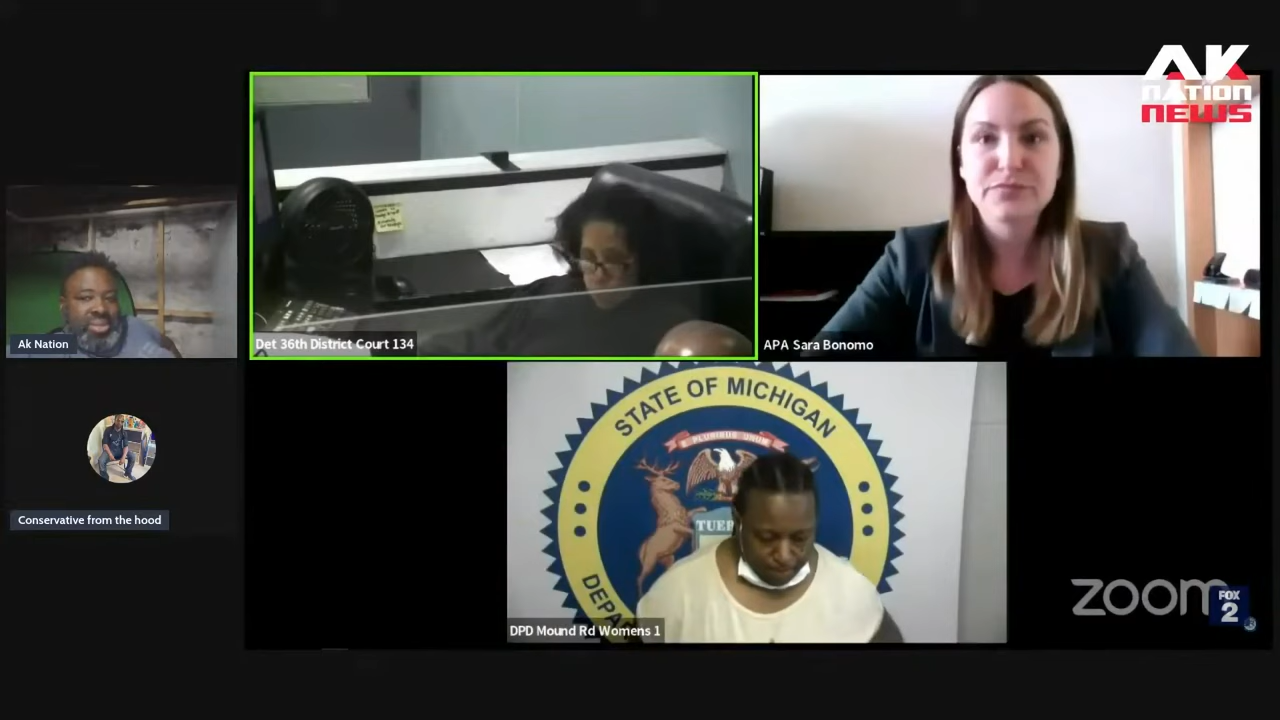 AK
NATION
NEWS
Ak Nation
Det 36th District Court 134
APA Sara Bonomo
Conservative from the hood
STATE OF MICHIGAN
E PLURIBUS UNUM
TUEB
DEPA
DPD Mound Rd Womens 1
zoom
FOX
2